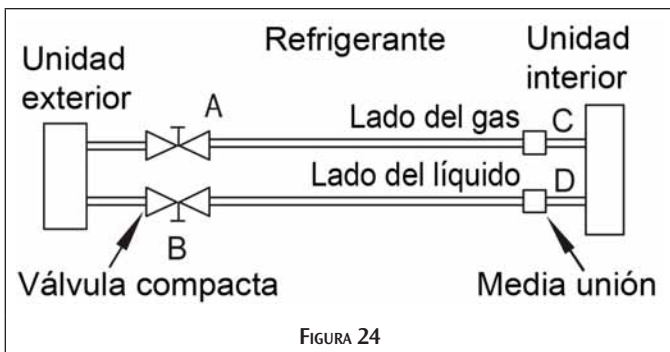 Refrigerante
Unidad
exterior
Unidad
interior
A
Lado del gas
C
Lado del líquido
D
B
Válvula compacta
Media unión
FIGURA 24